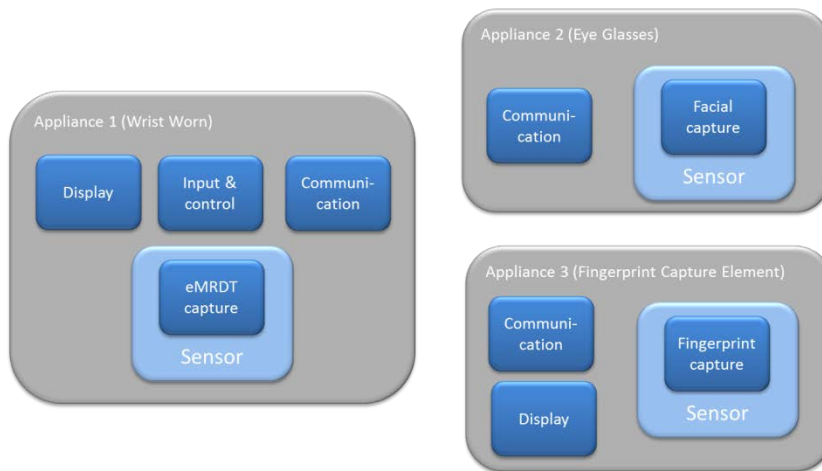 Appliance 1 (Wrist Worn)
Display
Input &
control
Communi-
cation
eMRDT
capture
Sensor
Appliance 2 (Eye Glasses)
Communi-
cation
Facial
capture
Sensor
Appliance 3 (Fingerprint Capture Element)
Communi-
cation
Display
Fingerprint
capture
Sensor